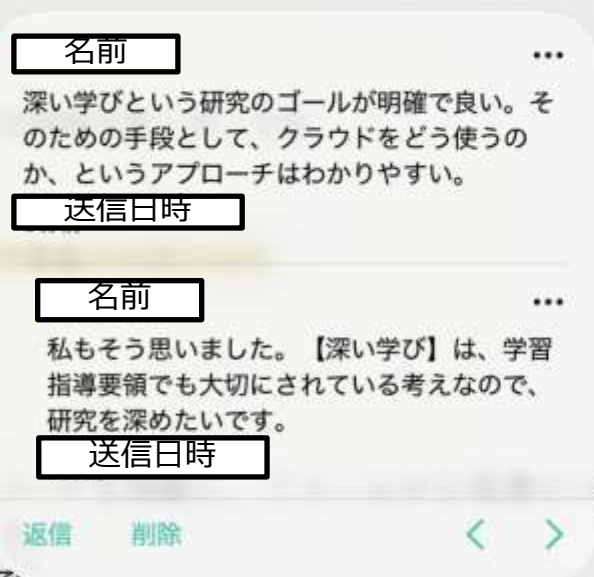 名前
深い学びという研究のゴールが明確で良い。そ
のための手段として、クラウドをどう使うの
か、というアプローチはわかりやすい。
送信日時
名前
私もそう思いました。【深い学び】は、学習
指導要領でも大切にされている考えなので、
研究を深めたいです。
送信日時
返信 削除